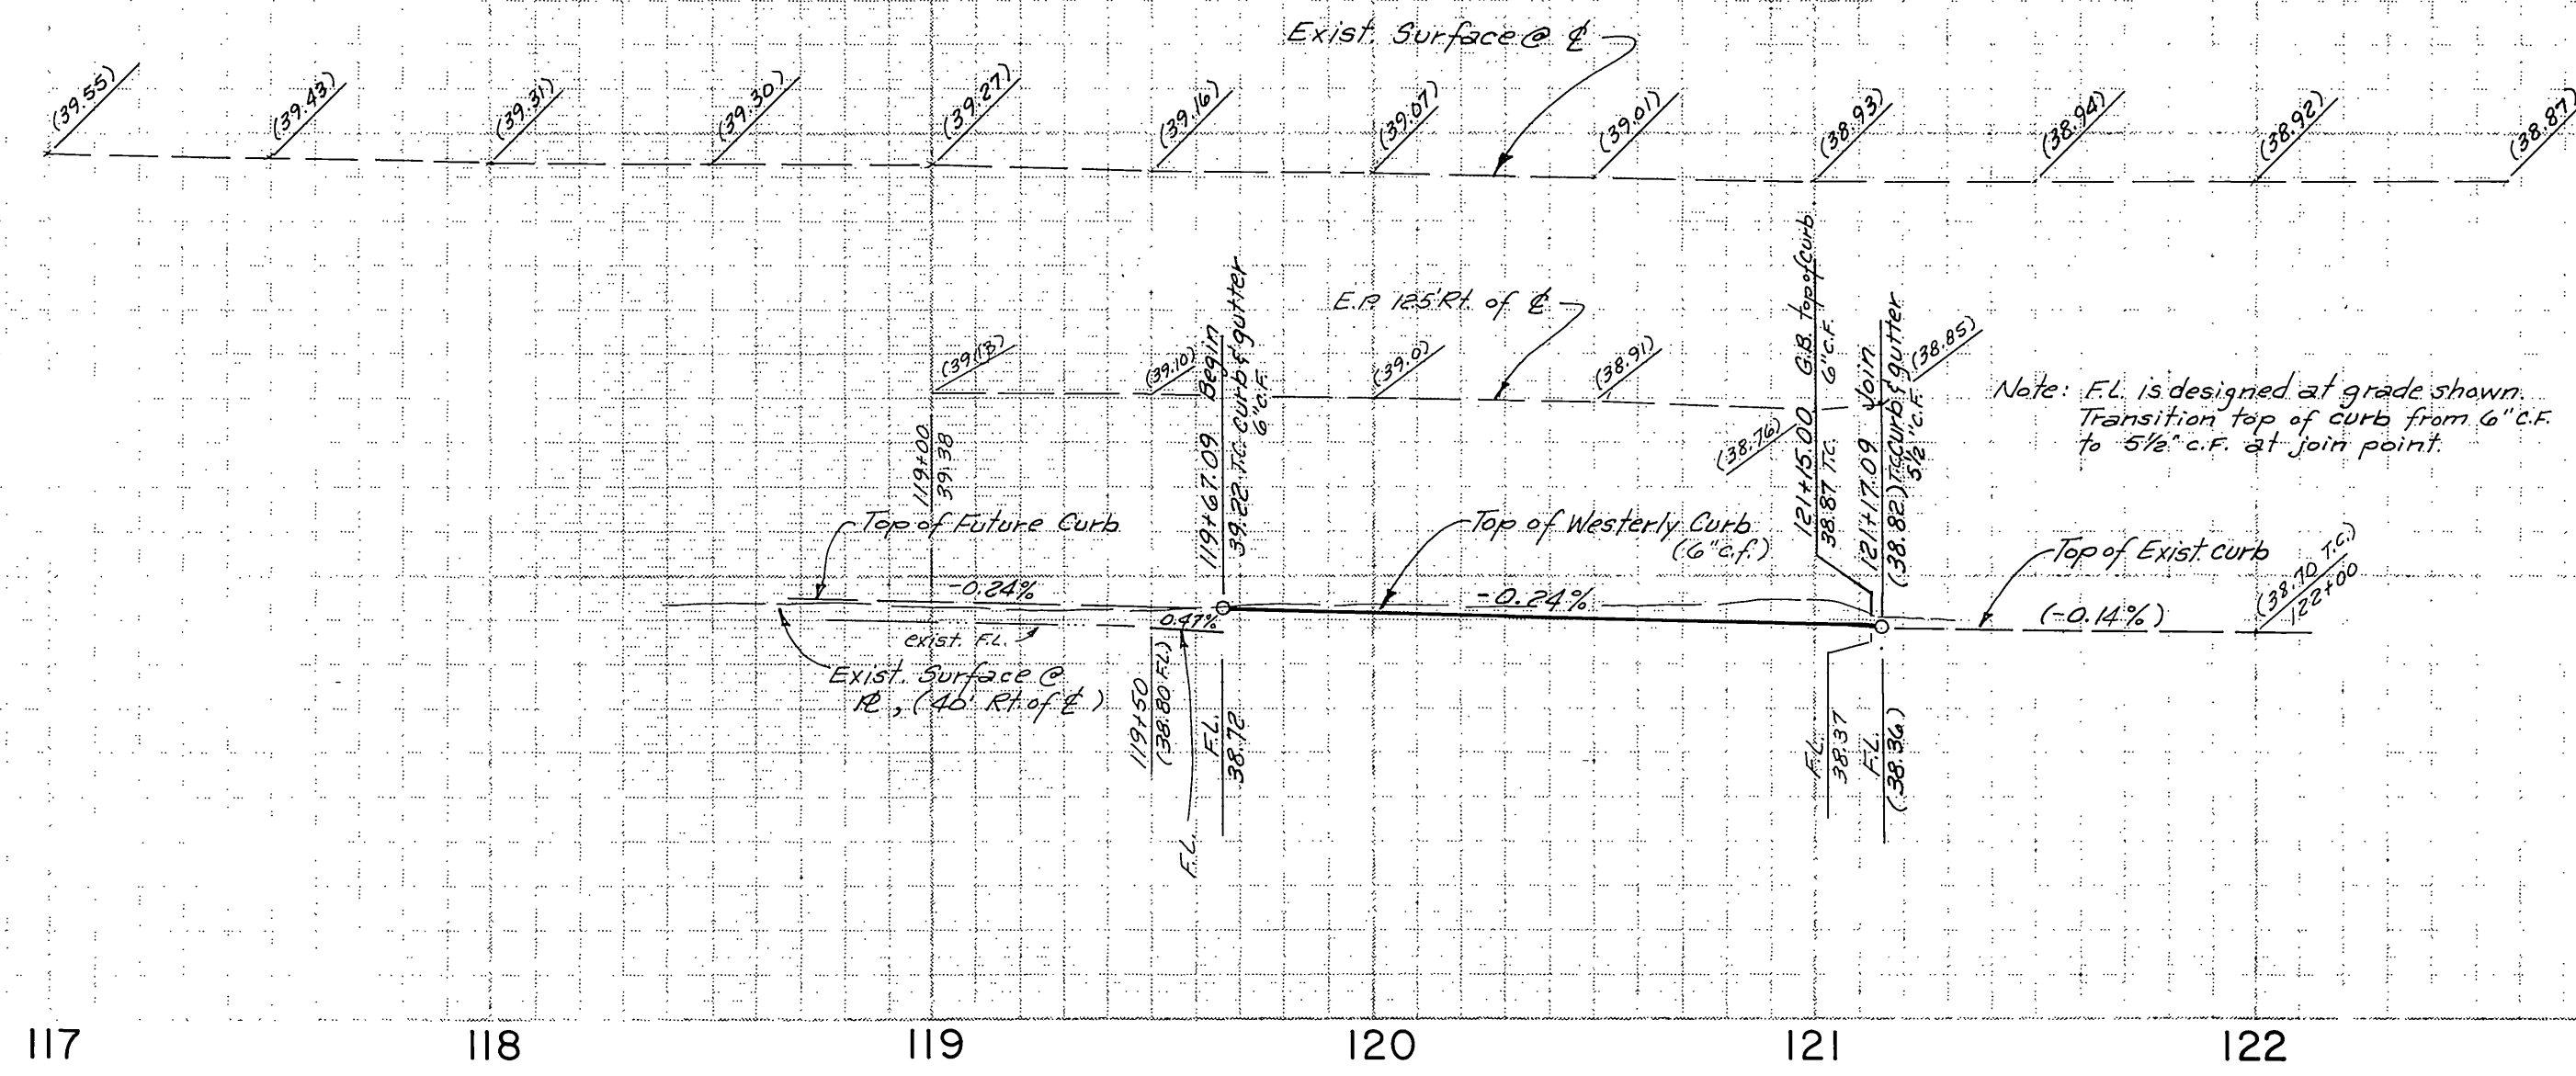 Exist. Surface @ ℄
(39.55)
(39.43)
(39.31)
(39.30)
(39.27)
(39.16)
(39.07)
(39.01)
(38.93)
(38.94)
(38.92)
(38.87
E.P. 12.5' Rt. of ℄
(39.13)
(39.10)
(39.0)
(38.91)
(38.76)
(38.85)
119+00
39.38
119+67.09 Begin
39.22 T.C. curb & gutter
6" C.F.
121+15.00 G.B. top of curb
38.87 T.C. 6" C.F.
121+17.09 Join
(38.82) T.C. curb & gutter
5 1/2" C.F.
Note: F.L. is designed at grade shown.
Transition top of curb from 6" C.F.
to 5 1/2" C.F. at join point.
Top of Future Curb
Top of Westerly Curb
(6" c.f.)
Top of Exist curb
(38.70 T.C.)
122+00
-0.24%
-0.24%
(-0.14%)
0.47%
exist. F.L.
Exist. Surface @
℞, (40' Rt of ℄)
119+50
(38.80 F.L.)
F.L.
F.L.
38.72
F.L.
38.37
F.L.
(38.36)
117 118 119 120 121 122